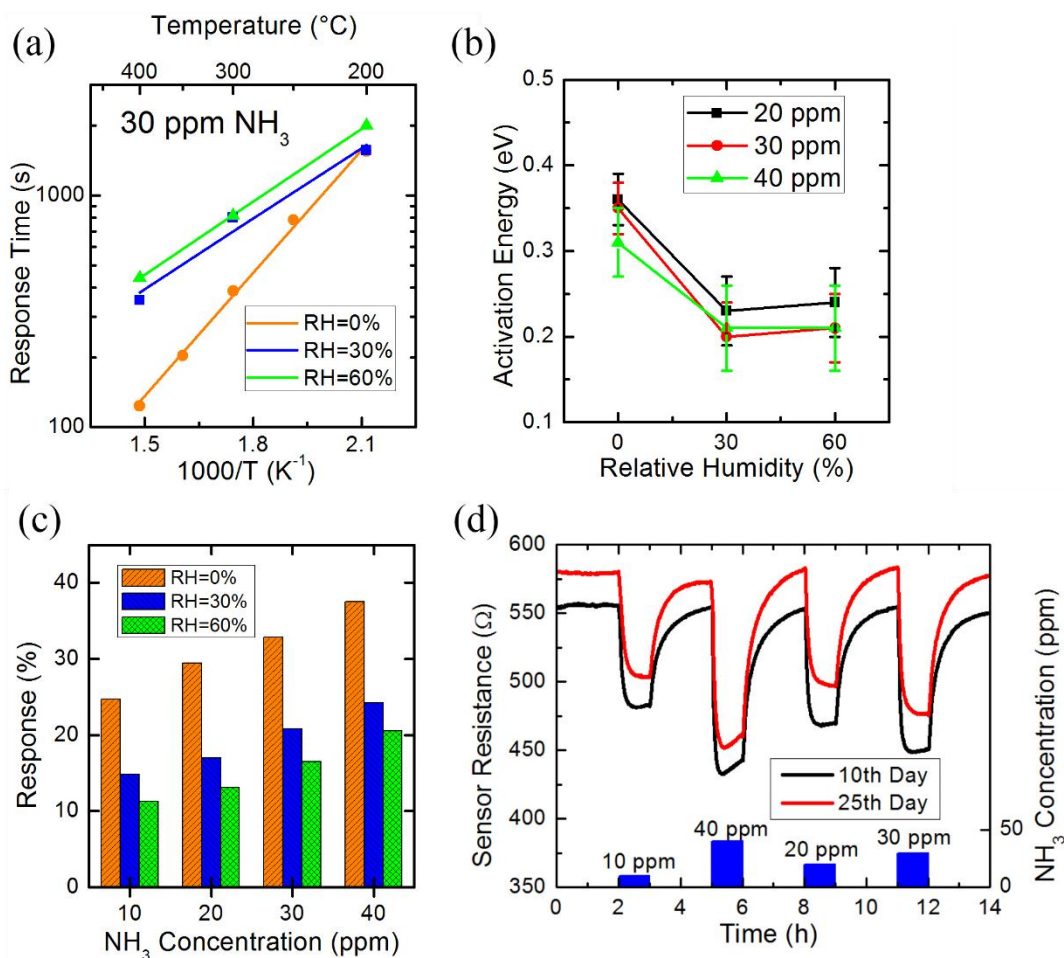 (a)
Temperature (°C)
400 300 200
30 ppm NH₃
Response Time (s)
1000
100
RH=0%
RH=30%
RH=60%
1.5 1.8 2.1
1000/T (K⁻¹)
(b)
Activation Energy (eV)
0.5
0.4
0.3
0.2
0.1
20 ppm
30 ppm
40 ppm
0 30 60
Relative Humidity (%)
(c)
Response (%)
40
30
20
10
0
RH=0%
RH=30%
RH=60%
10 20 30 40
NH₃ Concentration (ppm)
(d)
Sensor Resistance (Ω)
600
550
500
450
400
350
10th Day
25th Day
10 ppm
40 ppm
20 ppm
30 ppm
50
0
NH₃ Concentration (ppm)
0 2 4 6 8 10 12 14
Time (h)